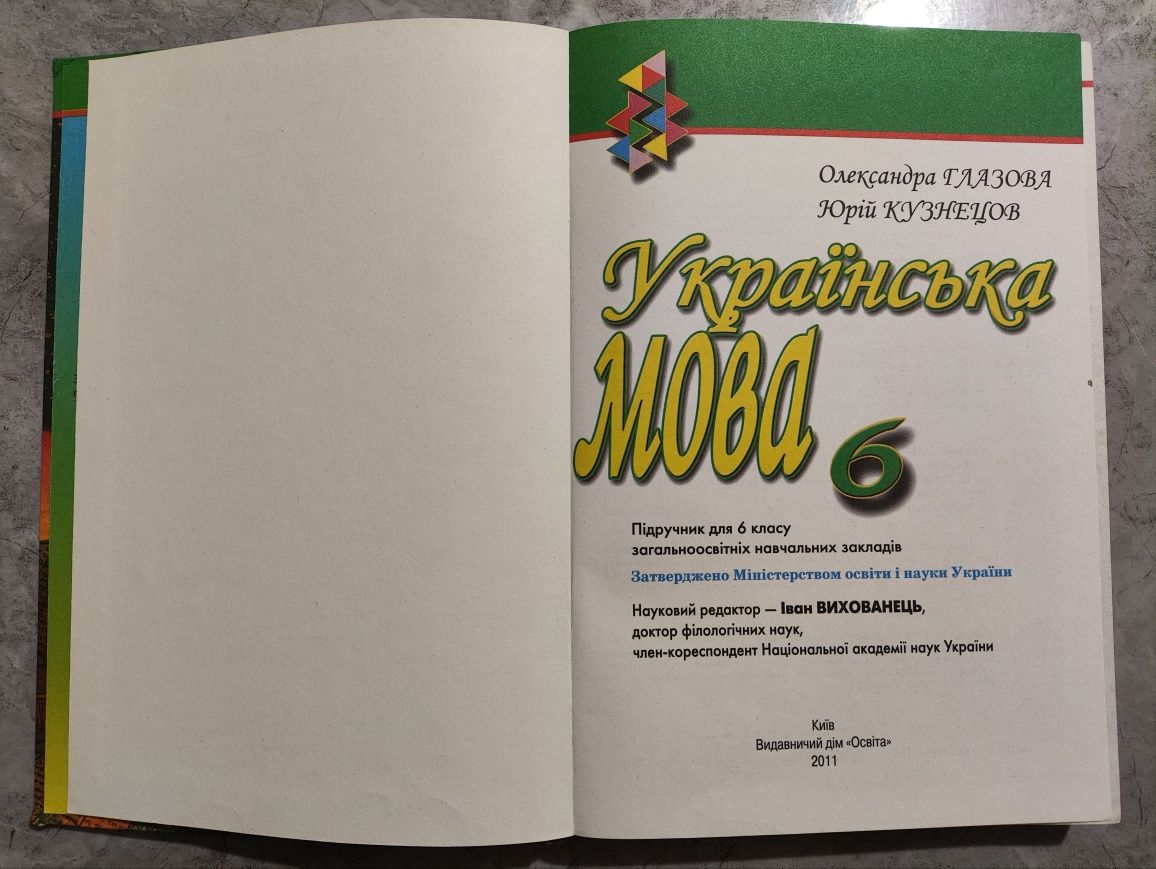 Олександра ГЛАЗОВА
Юрій КУЗНЕЦОВ
Українська
мова
6
Підручник для 6 класу
загальноосвітніх навчальних закладів
Затверджено Міністерством освіти і науки України
Науковий редактор — Іван ВИХОВАНЕЦЬ,
доктор філологічних наук,
член-кореспондент Національної академії наук України
Київ
Видавничий дім «Освіта»
2011